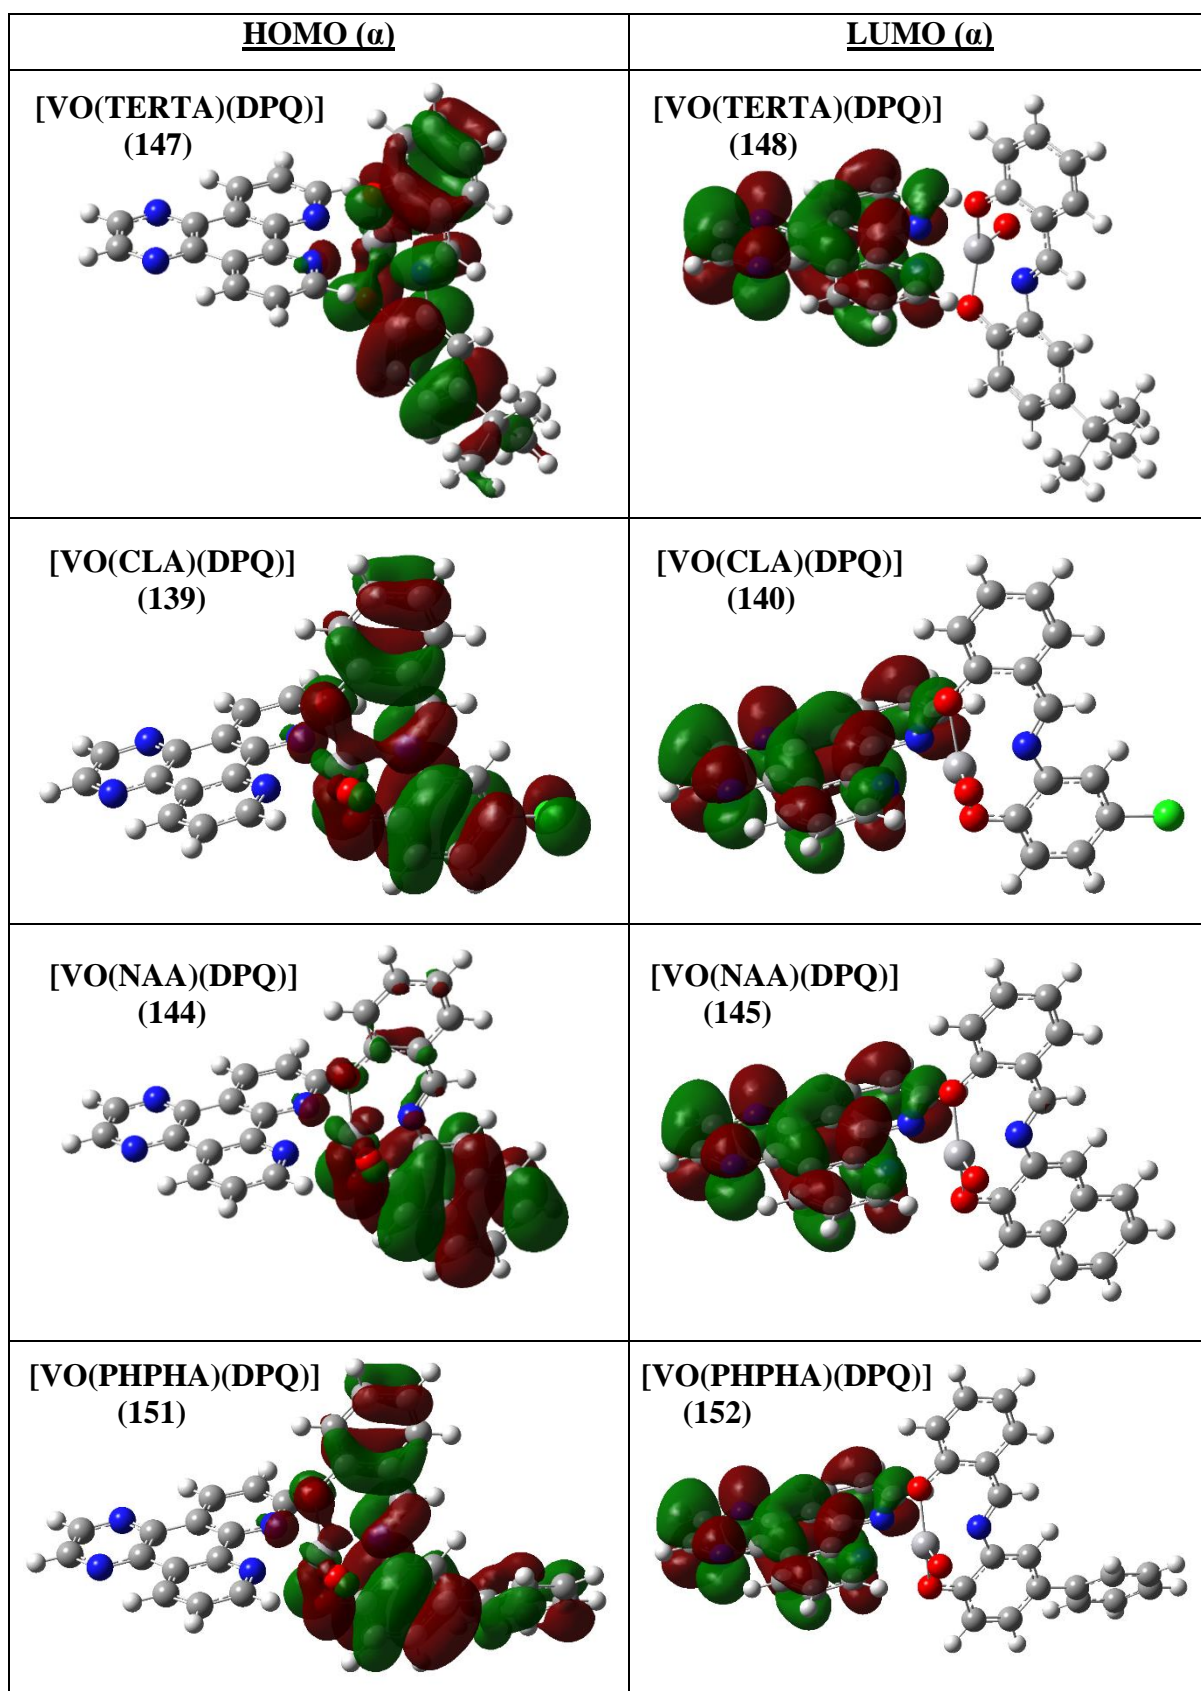 HOMO (α)
LUMO (α)
[VO(TERTA)(DPQ)]
(147)
[VO(TERTA)(DPQ)]
(148)
[VO(CLA)(DPQ)]
(139)
[VO(CLA)(DPQ)]
(140)
[VO(NAA)(DPQ)]
(144)
[VO(NAA)(DPQ)]
(145)
[VO(PHPHA)(DPQ)]
(151)
[VO(PHPHA)(DPQ)]
(152)